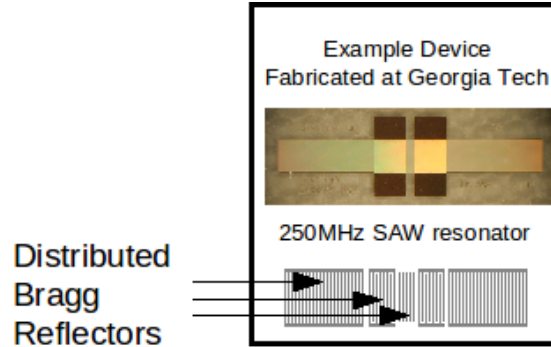 Example Device
Fabricated at Georgia Tech
250MHz SAW resonator
Distributed
Bragg
Reflectors